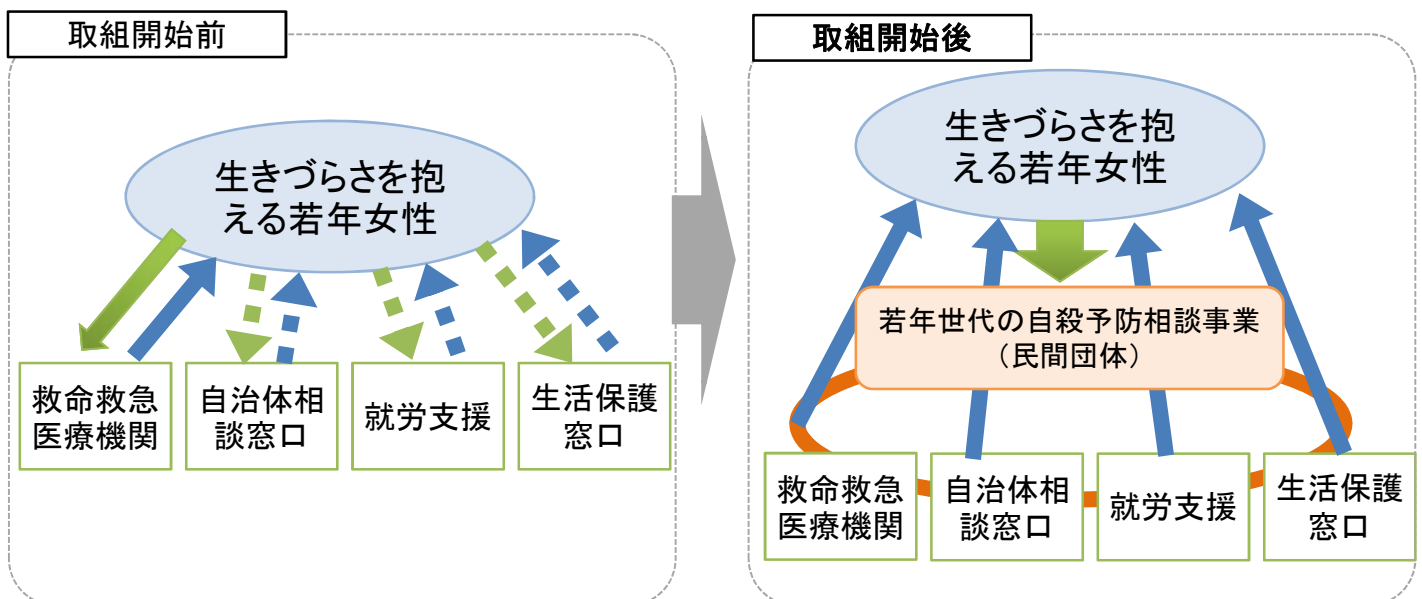 取組開始前
生きづらさを抱
える若年女性
救命救急
医療機関
自治体相
談窓口
就労支援
生活保護
窓口
取組開始後
生きづらさを抱
える若年女性
若年世代の自殺予防相談事業
（民間団体）
救命救急
医療機関
自治体相
談窓口
就労支援
生活保護
窓口